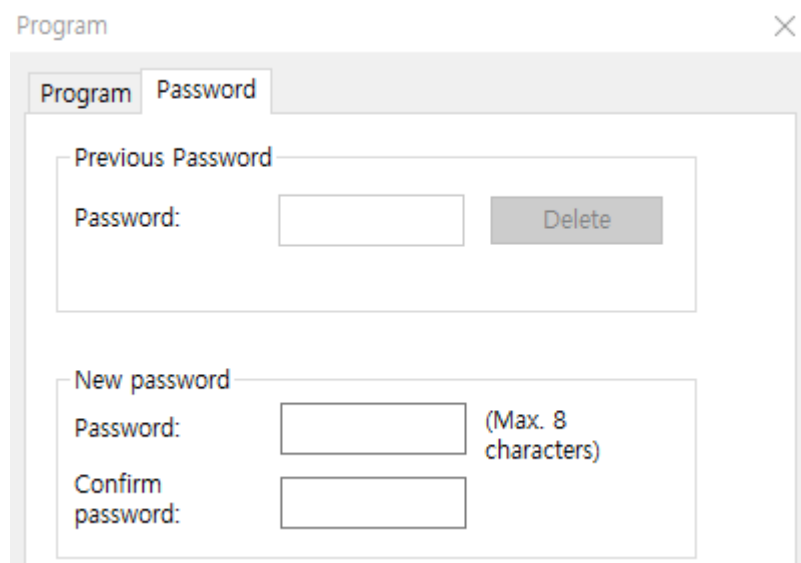 Program
Program Password
Previous Password
Password: Delete
New password
Password: (Max. 8
characters)
Confirm
password: